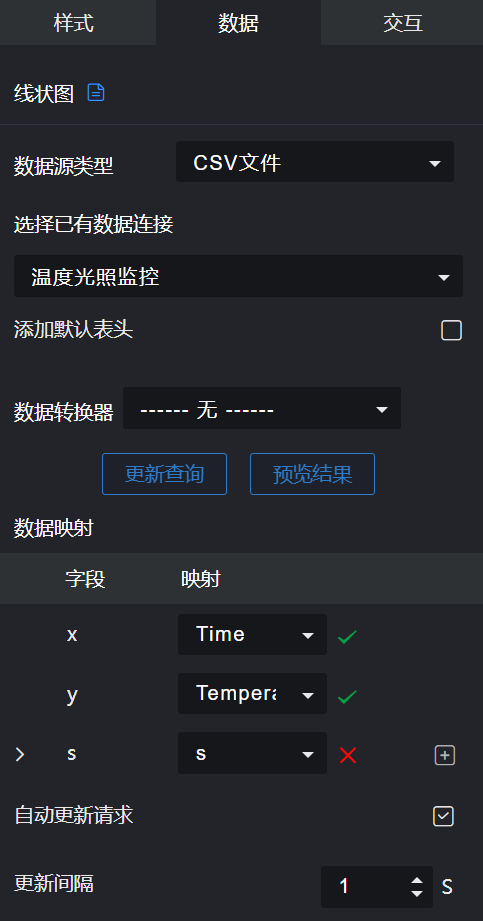 样式 数据 交互
线状图
数据源类型 CSV文件
选择已有数据连接
温度光照监控
添加默认表头
数据转换器 ------ 无 ------
更新查询 预览结果
数据映射
字段 映射
x Time
y Tempera
s s
自动更新请求
更新间隔 1 S